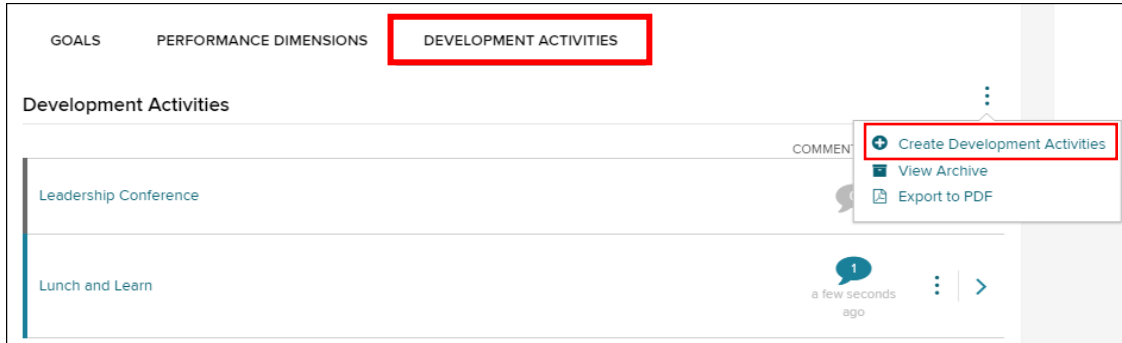 GOALS PERFORMANCE DIMENSIONS DEVELOPMENT ACTIVITIES
Development Activities
COMMEN
Create Development Activities
View Archive
Export to PDF
Leadership Conference
Lunch and Learn
1
a few seconds
ago